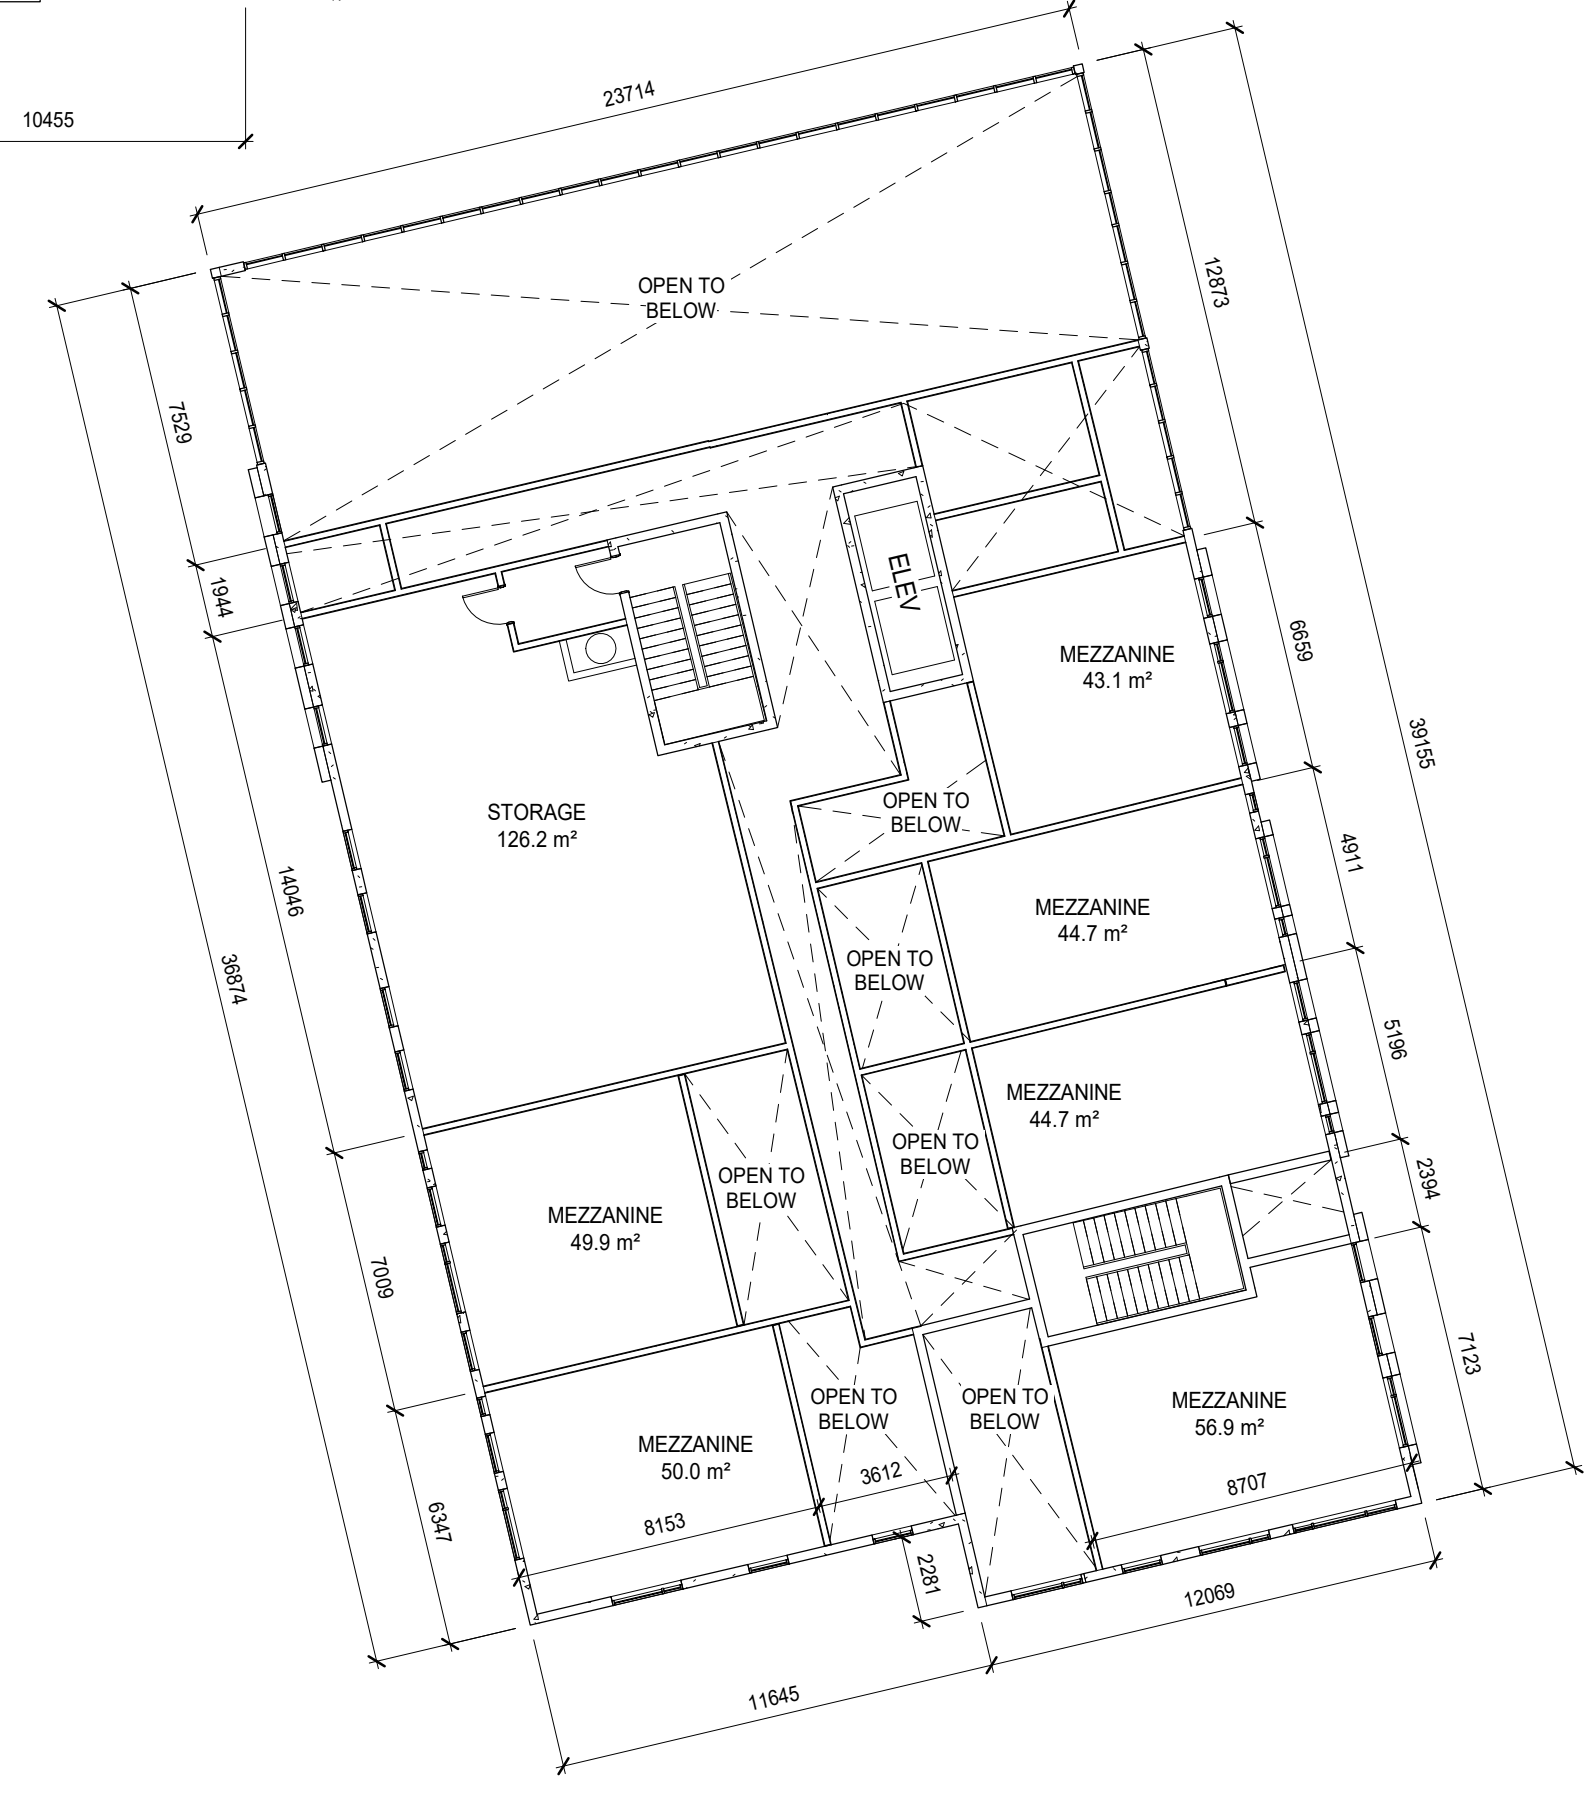 10455
23714
12873
7529
1944
14046
36874
7009
6347
6659
39155
4911
5196
2394
7123
OPEN TO
BELOW
ELEV
MEZZANINE
43.1 m²
STORAGE
126.2 m²
OPEN TO
BELOW
MEZZANINE
44.7 m²
OPEN TO
BELOW
MEZZANINE
44.7 m²
OPEN TO
BELOW
OPEN TO
BELOW
MEZZANINE
49.9 m²
OPEN TO
BELOW
OPEN TO
BELOW
MEZZANINE
56.9 m²
MEZZANINE
50.0 m²
3612
8707
8153
2281
12069
11645